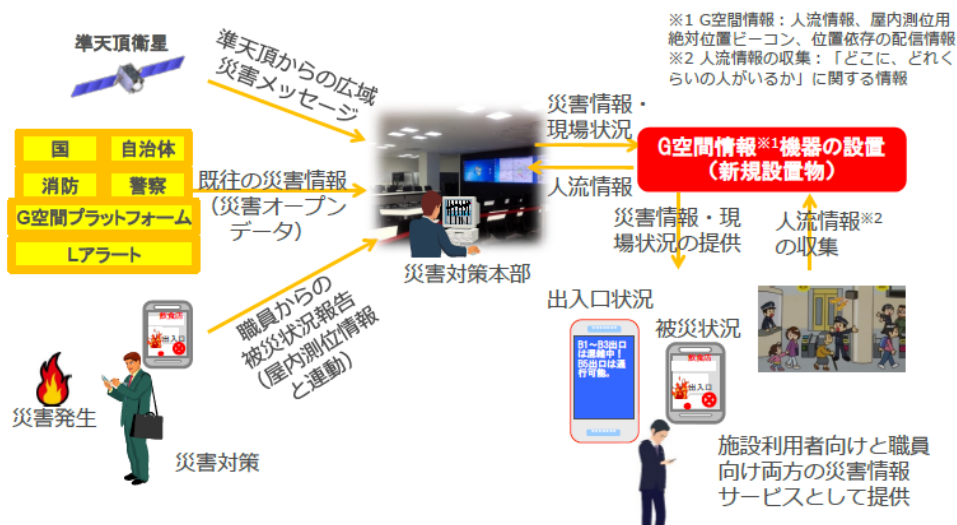 ※1 G空間情報：人流情報、屋内測位用
絶対位置ビーコン、位置依存の配信情報
※2 人流情報の収集：「どこに、どれく
らいの人がいるか」に関する情報
準天頂衛星
準天頂からの広域
災害メッセージ
国
自治体
消防
警察
G空間プラットフォーム
Lアラート
既往の災害情報
（災害オープン
データ）
災害対策本部
災害情報・
現場状況
人流情報
G空間情報※1機器の設置
（新規設置物）
災害情報・現
場状況の提供
人流情報※2
の収集
職員からの
被災状況報告
（屋内測位情報
と連動）
飲食店
出入口
災害発生
災害対策
出入口状況
B1～B3出口
は混雑中！
B5出口は通
行可能。
被災状況
飲食店
出入口
施設利用者向けと職員
向け両方の災害情報
サービスとして提供